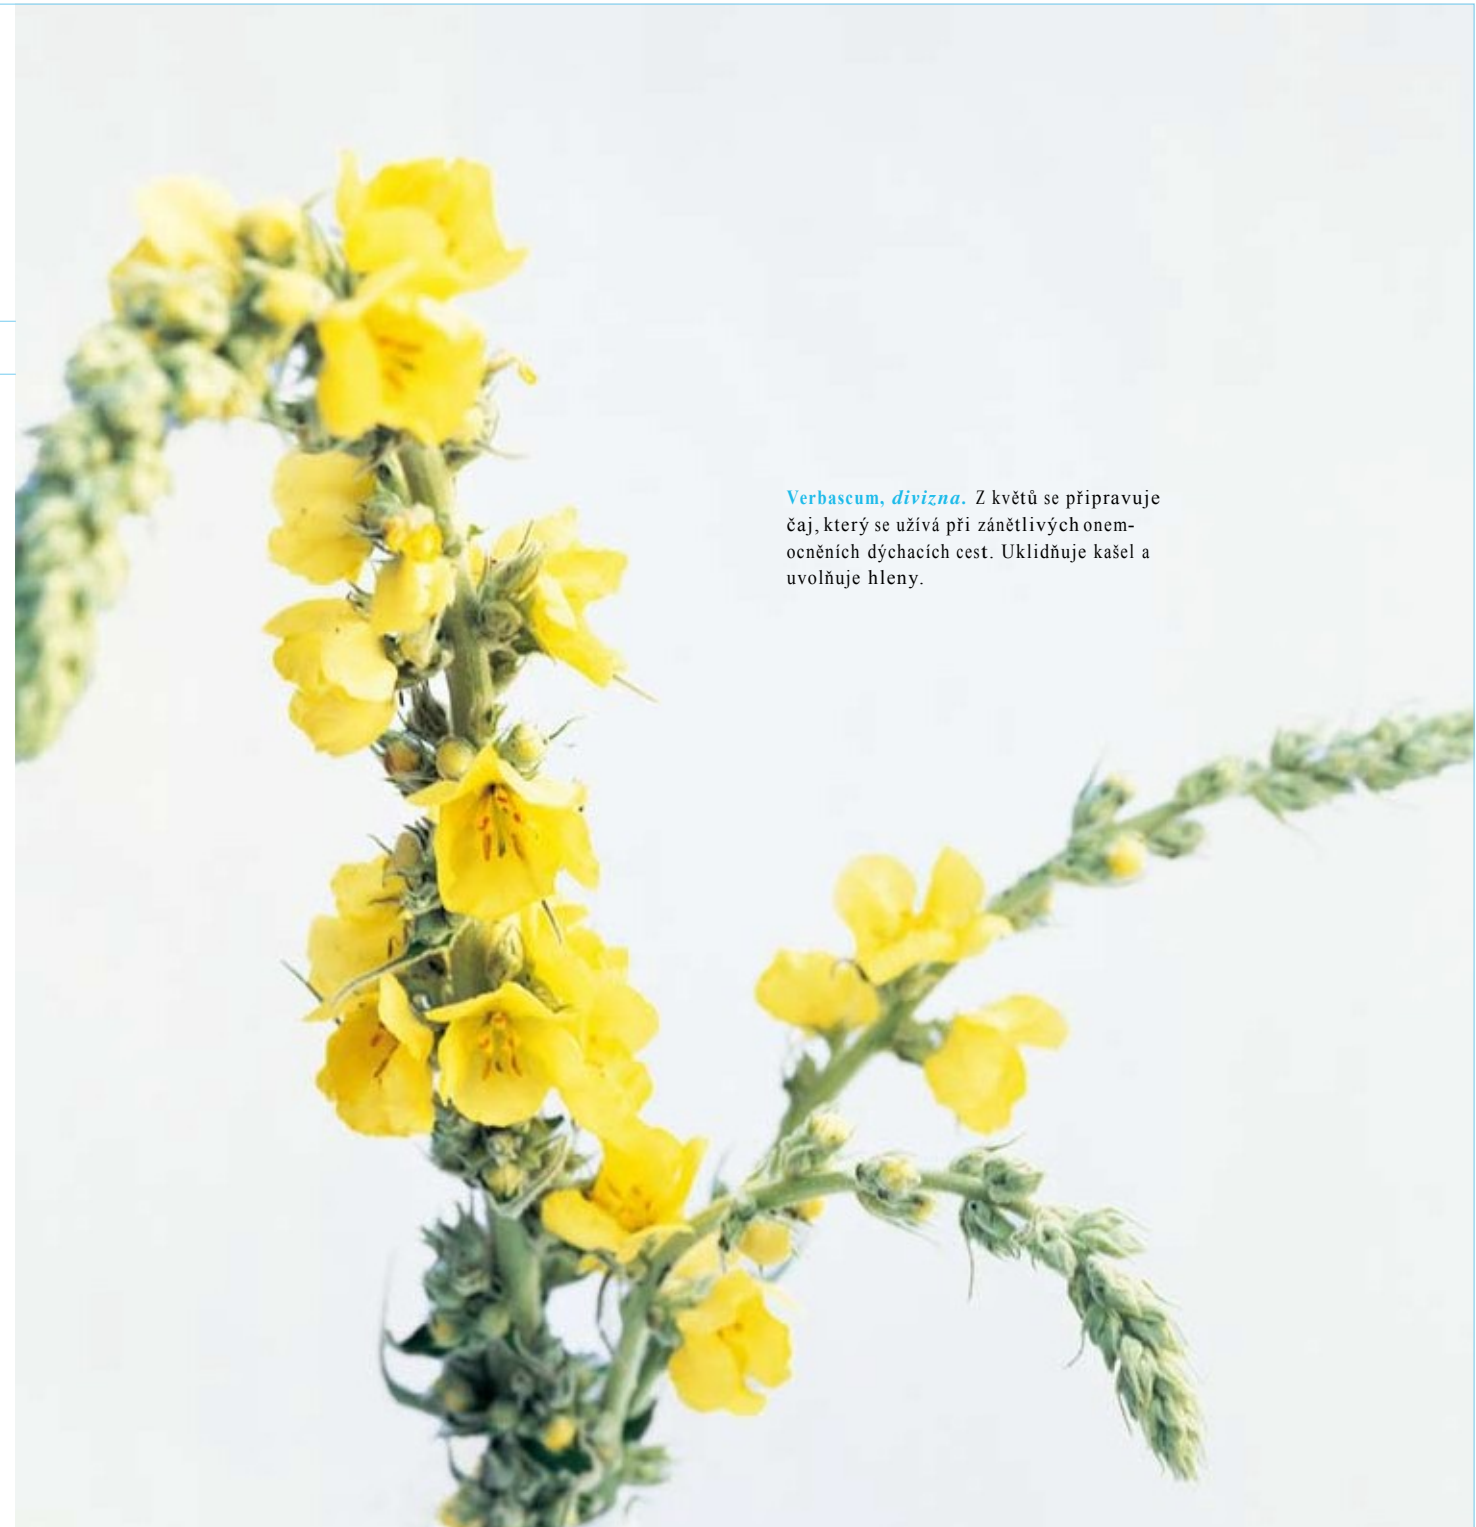 Verbascum, divizna. Z květů se připravuje
čaj, který se užívá při zánětlivých onem-
ocněních dýchacích cest. Uklidňuje kašel a
uvolňuje hleny.